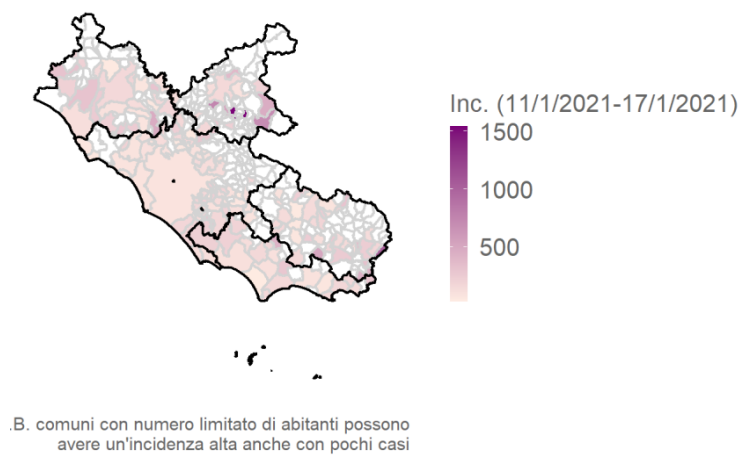 Inc. (11/1/2021-17/1/2021)
1500
1000
500
.B. comuni con numero limitato di abitanti possono
avere un'incidenza alta anche con pochi casi